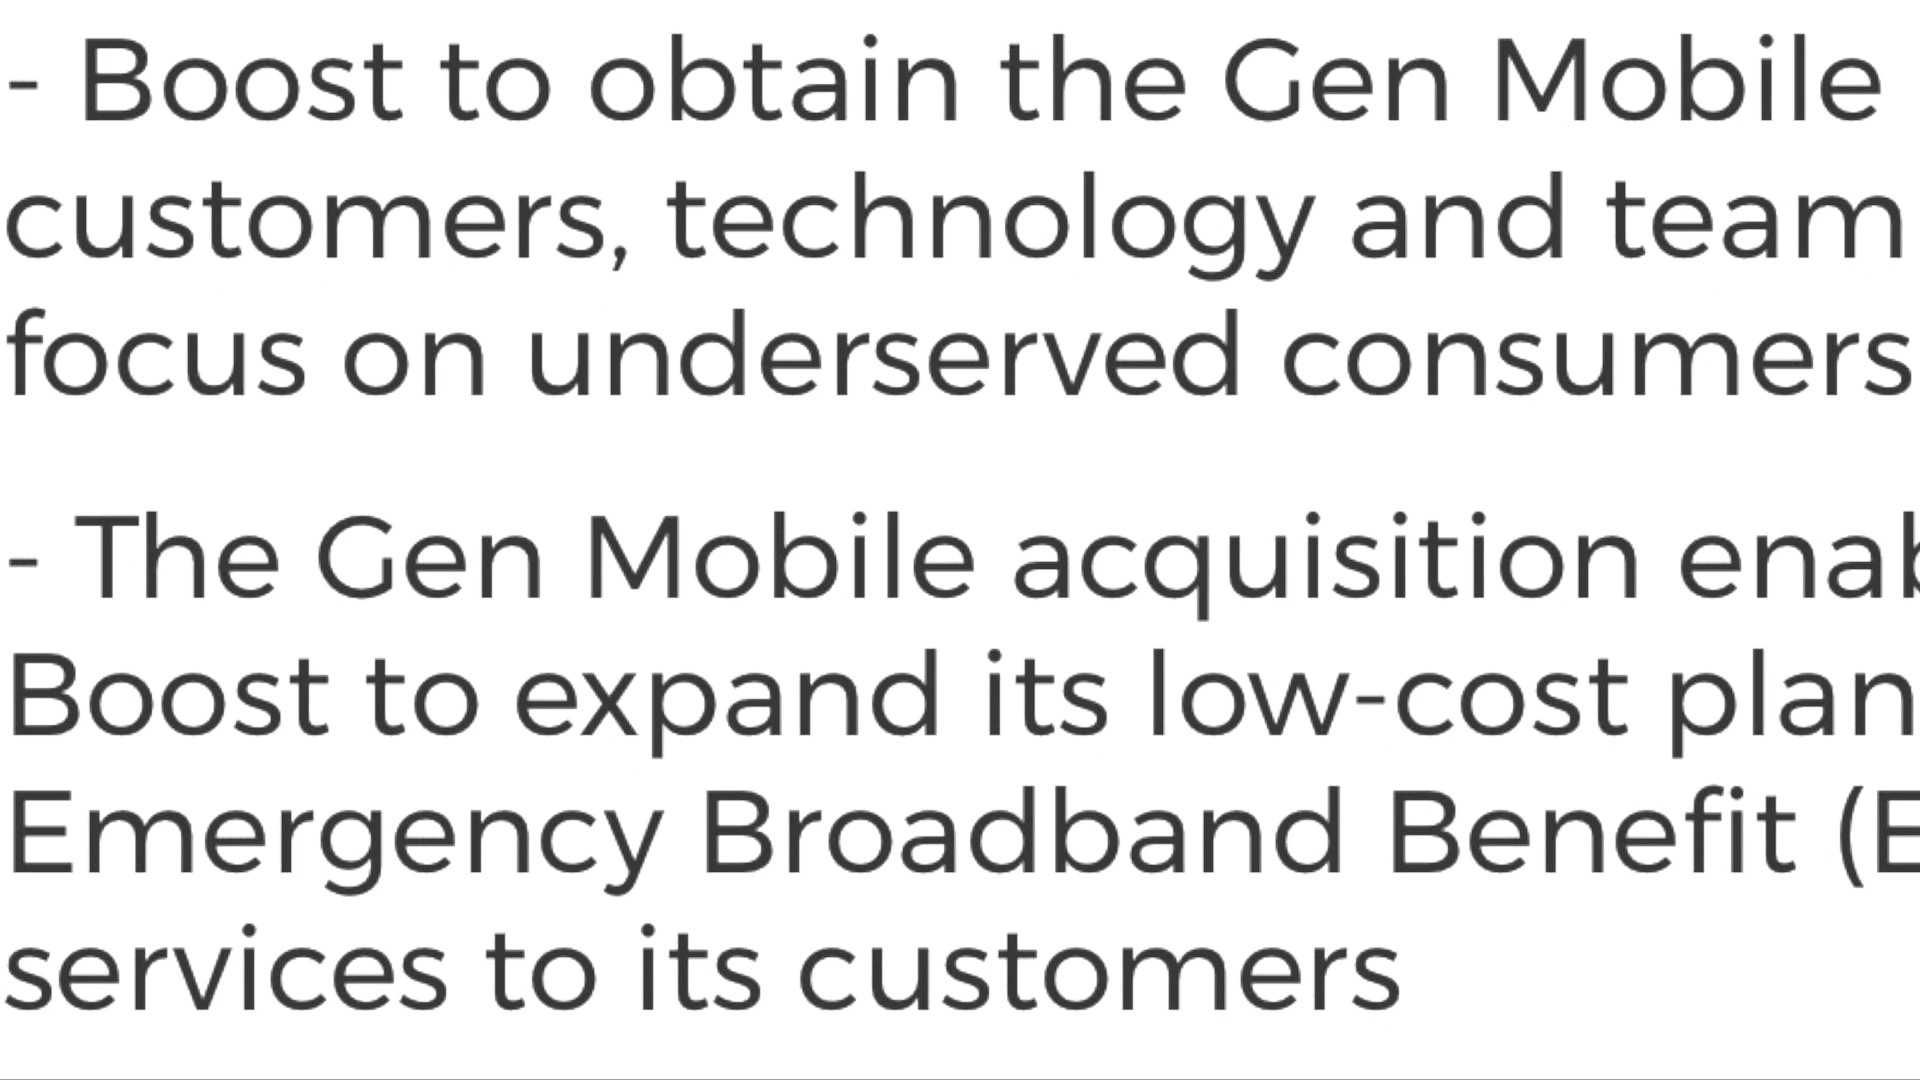 - Boost to obtain the Gen Mobile
customers, technology and team
focus on underserved consumers
- The Gen Mobile acquisition
Boost to expand its low-cost plan
Emergency Broadband Benefit (E
services to its customers